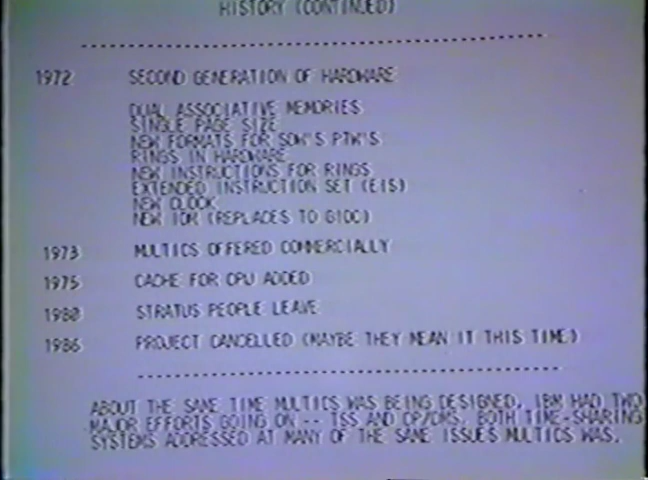 HISTORY (CONTINUED)
1972 SECOND GENERATION OF HARDWARE
DUAL ASSOCIATIVE MEMORIES
SINGLE PAGE SIZE
NEW FORMATS FOR SDW'S PTW'S
RINGS IN HARDWARE
NEW INSTRUCTIONS FOR RINGS
EXTENDED INSTRUCTION SET (EIS)
NEW CLOCK
NEW IOM (REPLACES TO GIOC)
1973 MULTICS OFFERED COMMERCIALLY
1975 CACHE FOR CPU ADDED
1980 STRATUS PEOPLE LEAVE
1986 PROJECT CANCELLED (MAYBE THEY MEAN IT THIS TIME)
ABOUT THE SAME TIME MULTICS WAS BEING DESIGNED, IBM HAD TWO
MAJOR EFFORTS GOING ON -- TSS AND CP/CMS. BOTH TIME-SHARING
SYSTEMS ADDRESSED AT MANY OF THE SAME ISSUES MULTICS WAS.